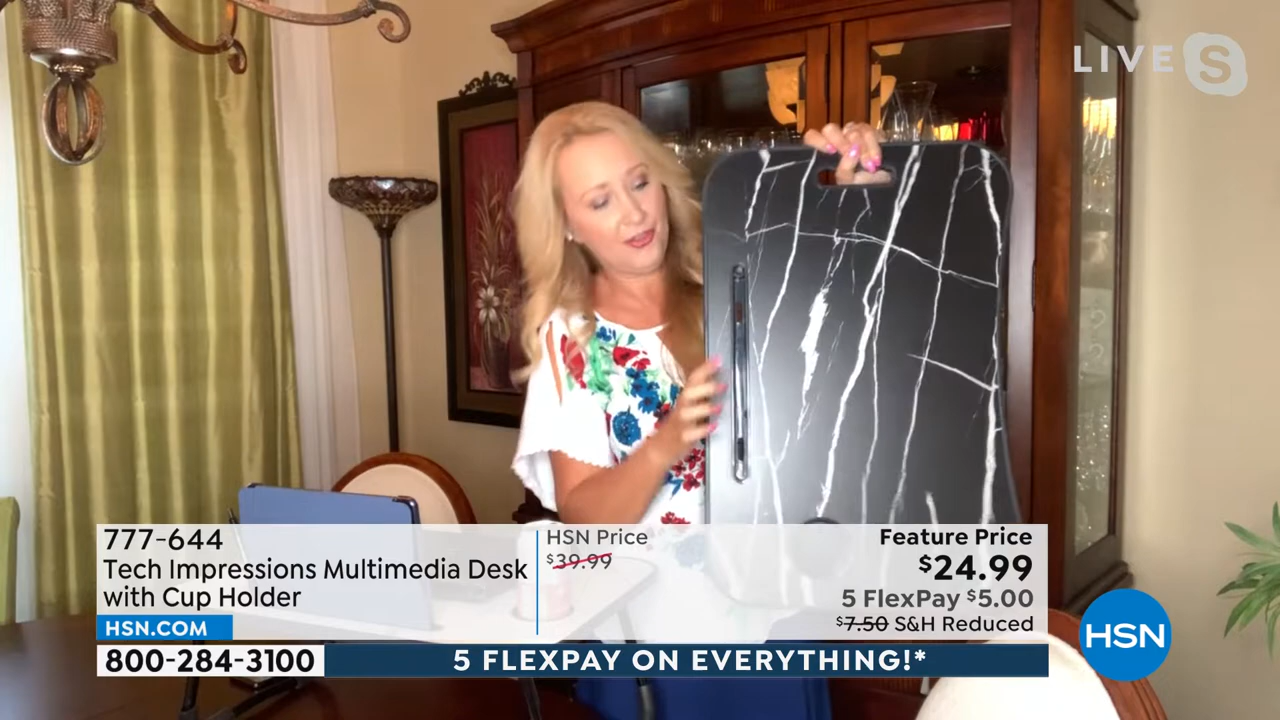 LIVE S
777-644
Tech Impressions Multimedia Desk
with Cup Holder
HSN.COM
HSN Price
$39.99
Feature Price
$24.99
5 FlexPay $5.00
$7.50 S&H Reduced
HSN
800-284-3100
5 FLEXPAY ON EVERYTHING!*